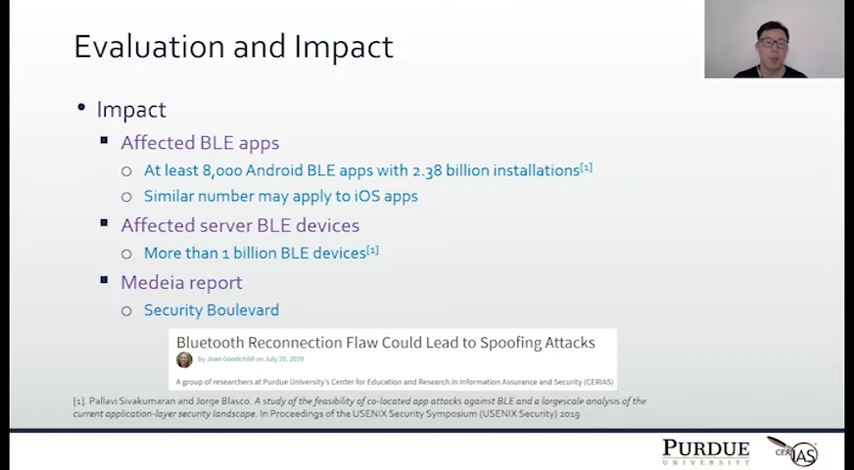 Evaluation and Impact
• Impact
▪ Affected BLE apps
○ At least 8,000 Android BLE apps with 2.38 billion installations[1]
○ Similar number may apply to iOS apps
▪ Affected server BLE devices
○ More than 1 billion BLE devices[1]
▪ Medeia report
○ Security Boulevard
Bluetooth Reconnection Flaw Could Lead to Spoofing Attacks
by Joan Goodchild on July 20, 2020
A group of researchers at Purdue University's Center for Education and Research in Information Assurance and Security (CERIAS)
[1]. Pallavi Sivakumaran and Jorge Blasco. A study of the feasibility of co-located app attacks against BLE and a largescale analysis of the
current application-layer security landscape. In Proceedings of the USENIX Security Symposium (USENIX Security) 2019
PURDUE
UNIVERSITY
CERIAS